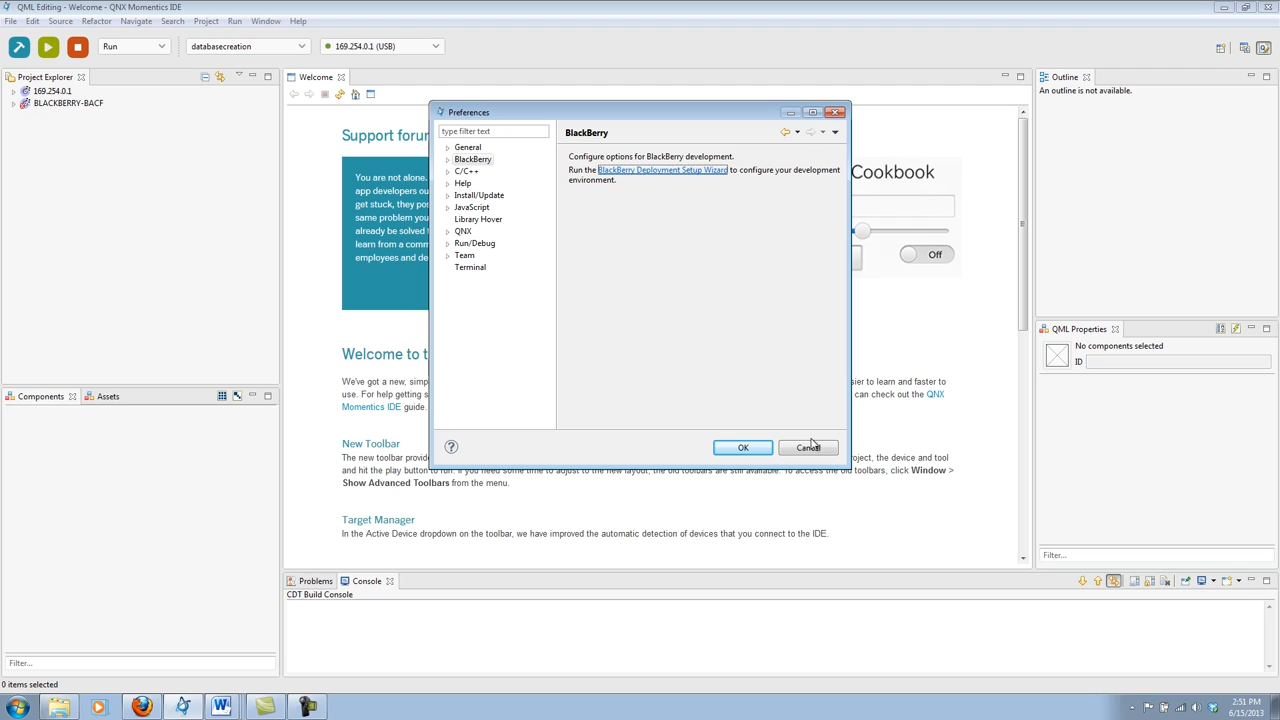 QML Editing - Welcome - QNX Momentics IDE
File Edit Source Refactor Navigate Search Project Run Window Help
Run
databasecreation
169.254.0.1 (USB)
Project Explorer
169.254.0.1
BLACKBERRY-BACF
Components
Assets
Filter...
0 items selected
Welcome
Support forur
You are not alone.
app developers ou
get stuck, they pos
same problem you
already be solved
learn from a comm
employees and de
Cookbook
Off
Welcome to t
We've got a new, simp
use. For help getting s
Momentics IDE guide.
sier to learn and faster to
can check out the QNX
New Toolbar
The new toolbar provide
roject, the device and tool
and hit the play button to run. If you need some time to adjust to the new layout, the old toolbars are still available. To access the old toolbars, click Window >
Show Advanced Toolbars from the menu.
Target Manager
In the Active Device dropdown on the toolbar, we have improved the automatic detection of devices that you connect to the IDE.
Preferences
type filter text
General
BlackBerry
C/C++
Help
Install/Update
JavaScript
Library Hover
QNX
Run/Debug
Team
Terminal
BlackBerry
Configure options for BlackBerry development.
Run the BlackBerry Deployment Setup Wizard to configure your development
environment.
OK
Cancel
Problems
Console
CDT Build Console
Outline
An outline is not available.
QML Properties
No components selected
ID
Filter...
2:51 PM
6/15/2013